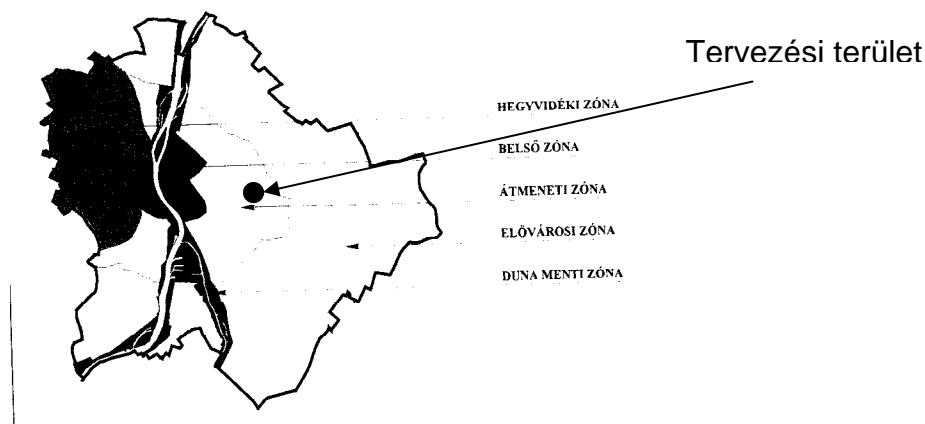 Tervezési terület
HEGYVIDÉKI ZÓNA
BELSŐ ZÓNA
ÁTMENETI ZÓNA
ELŐVÁROSI ZÓNA
DUNA MENTI ZÓNA